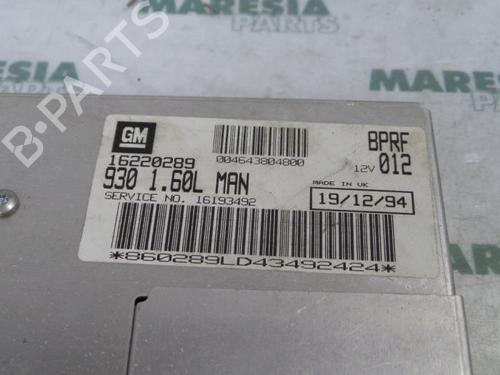 MARESIA
PARTS
MARESIA
B-PARTS
GM
004643804800
BPRF
16220289
12V 012
930 1.60L MAN
MADE IN UK
SERVICE NO. 16193492
19/12/94
*860289LD43492424*
MARE